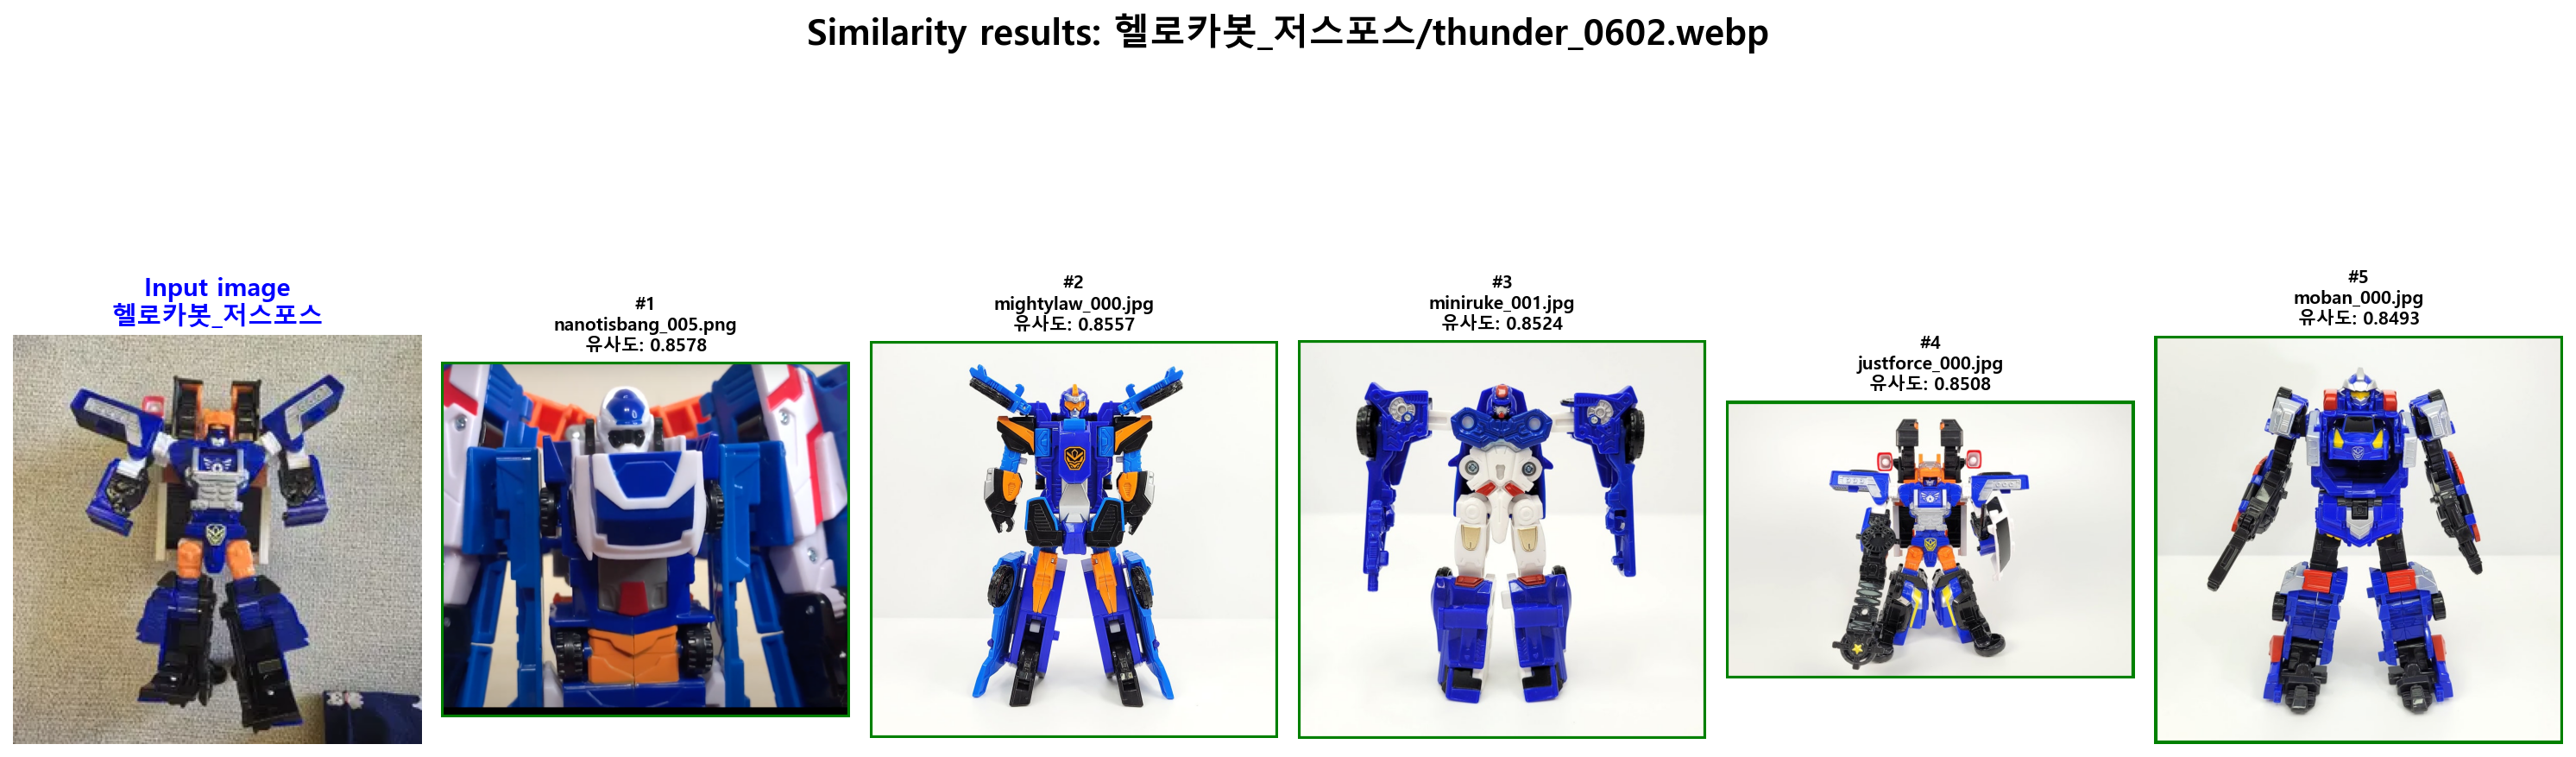 Similarity results: 헬로카봇_저스포스/thunder_0602.webp
Input image
헬로카봇_저스포스
#1
nanotisbang_005.png
유사도: 0.8578
#2
mightylaw_000.jpg
유사도: 0.8557
#3
miniruke_001.jpg
유사도: 0.8524
#4
justforce_000.jpg
유사도: 0.8508
#5
moban_000.jpg
유사도: 0.8493